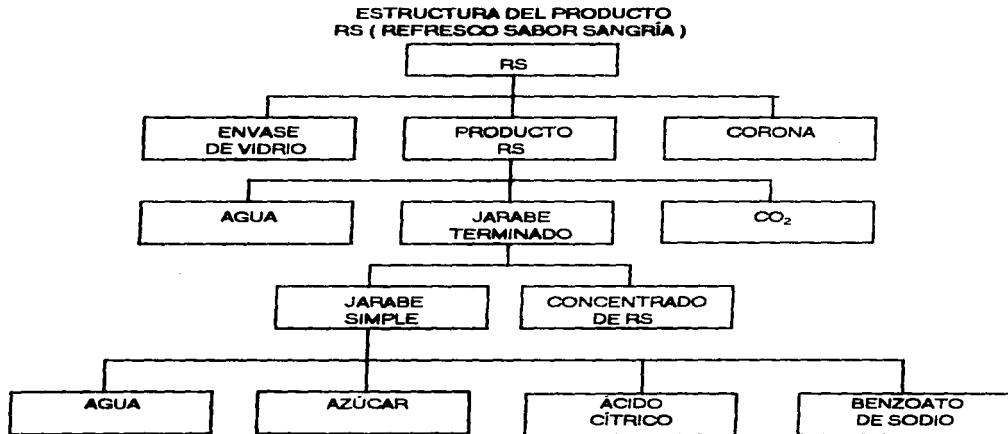 ESTRUCTURA DEL PRODUCTO
RS ( REFRESCO SABOR SANGRÍA )
RS
ENVASE
DE VIDRIO
PRODUCTO
RS
CORONA
AGUA
JARABE
TERMINADO
CO₂
JARABE
SIMPLE
CONCENTRADO
DE RS
AGUA
AZÚCAR
ÁCIDO
CÍTRICO
BENZOATO
DE SODIO